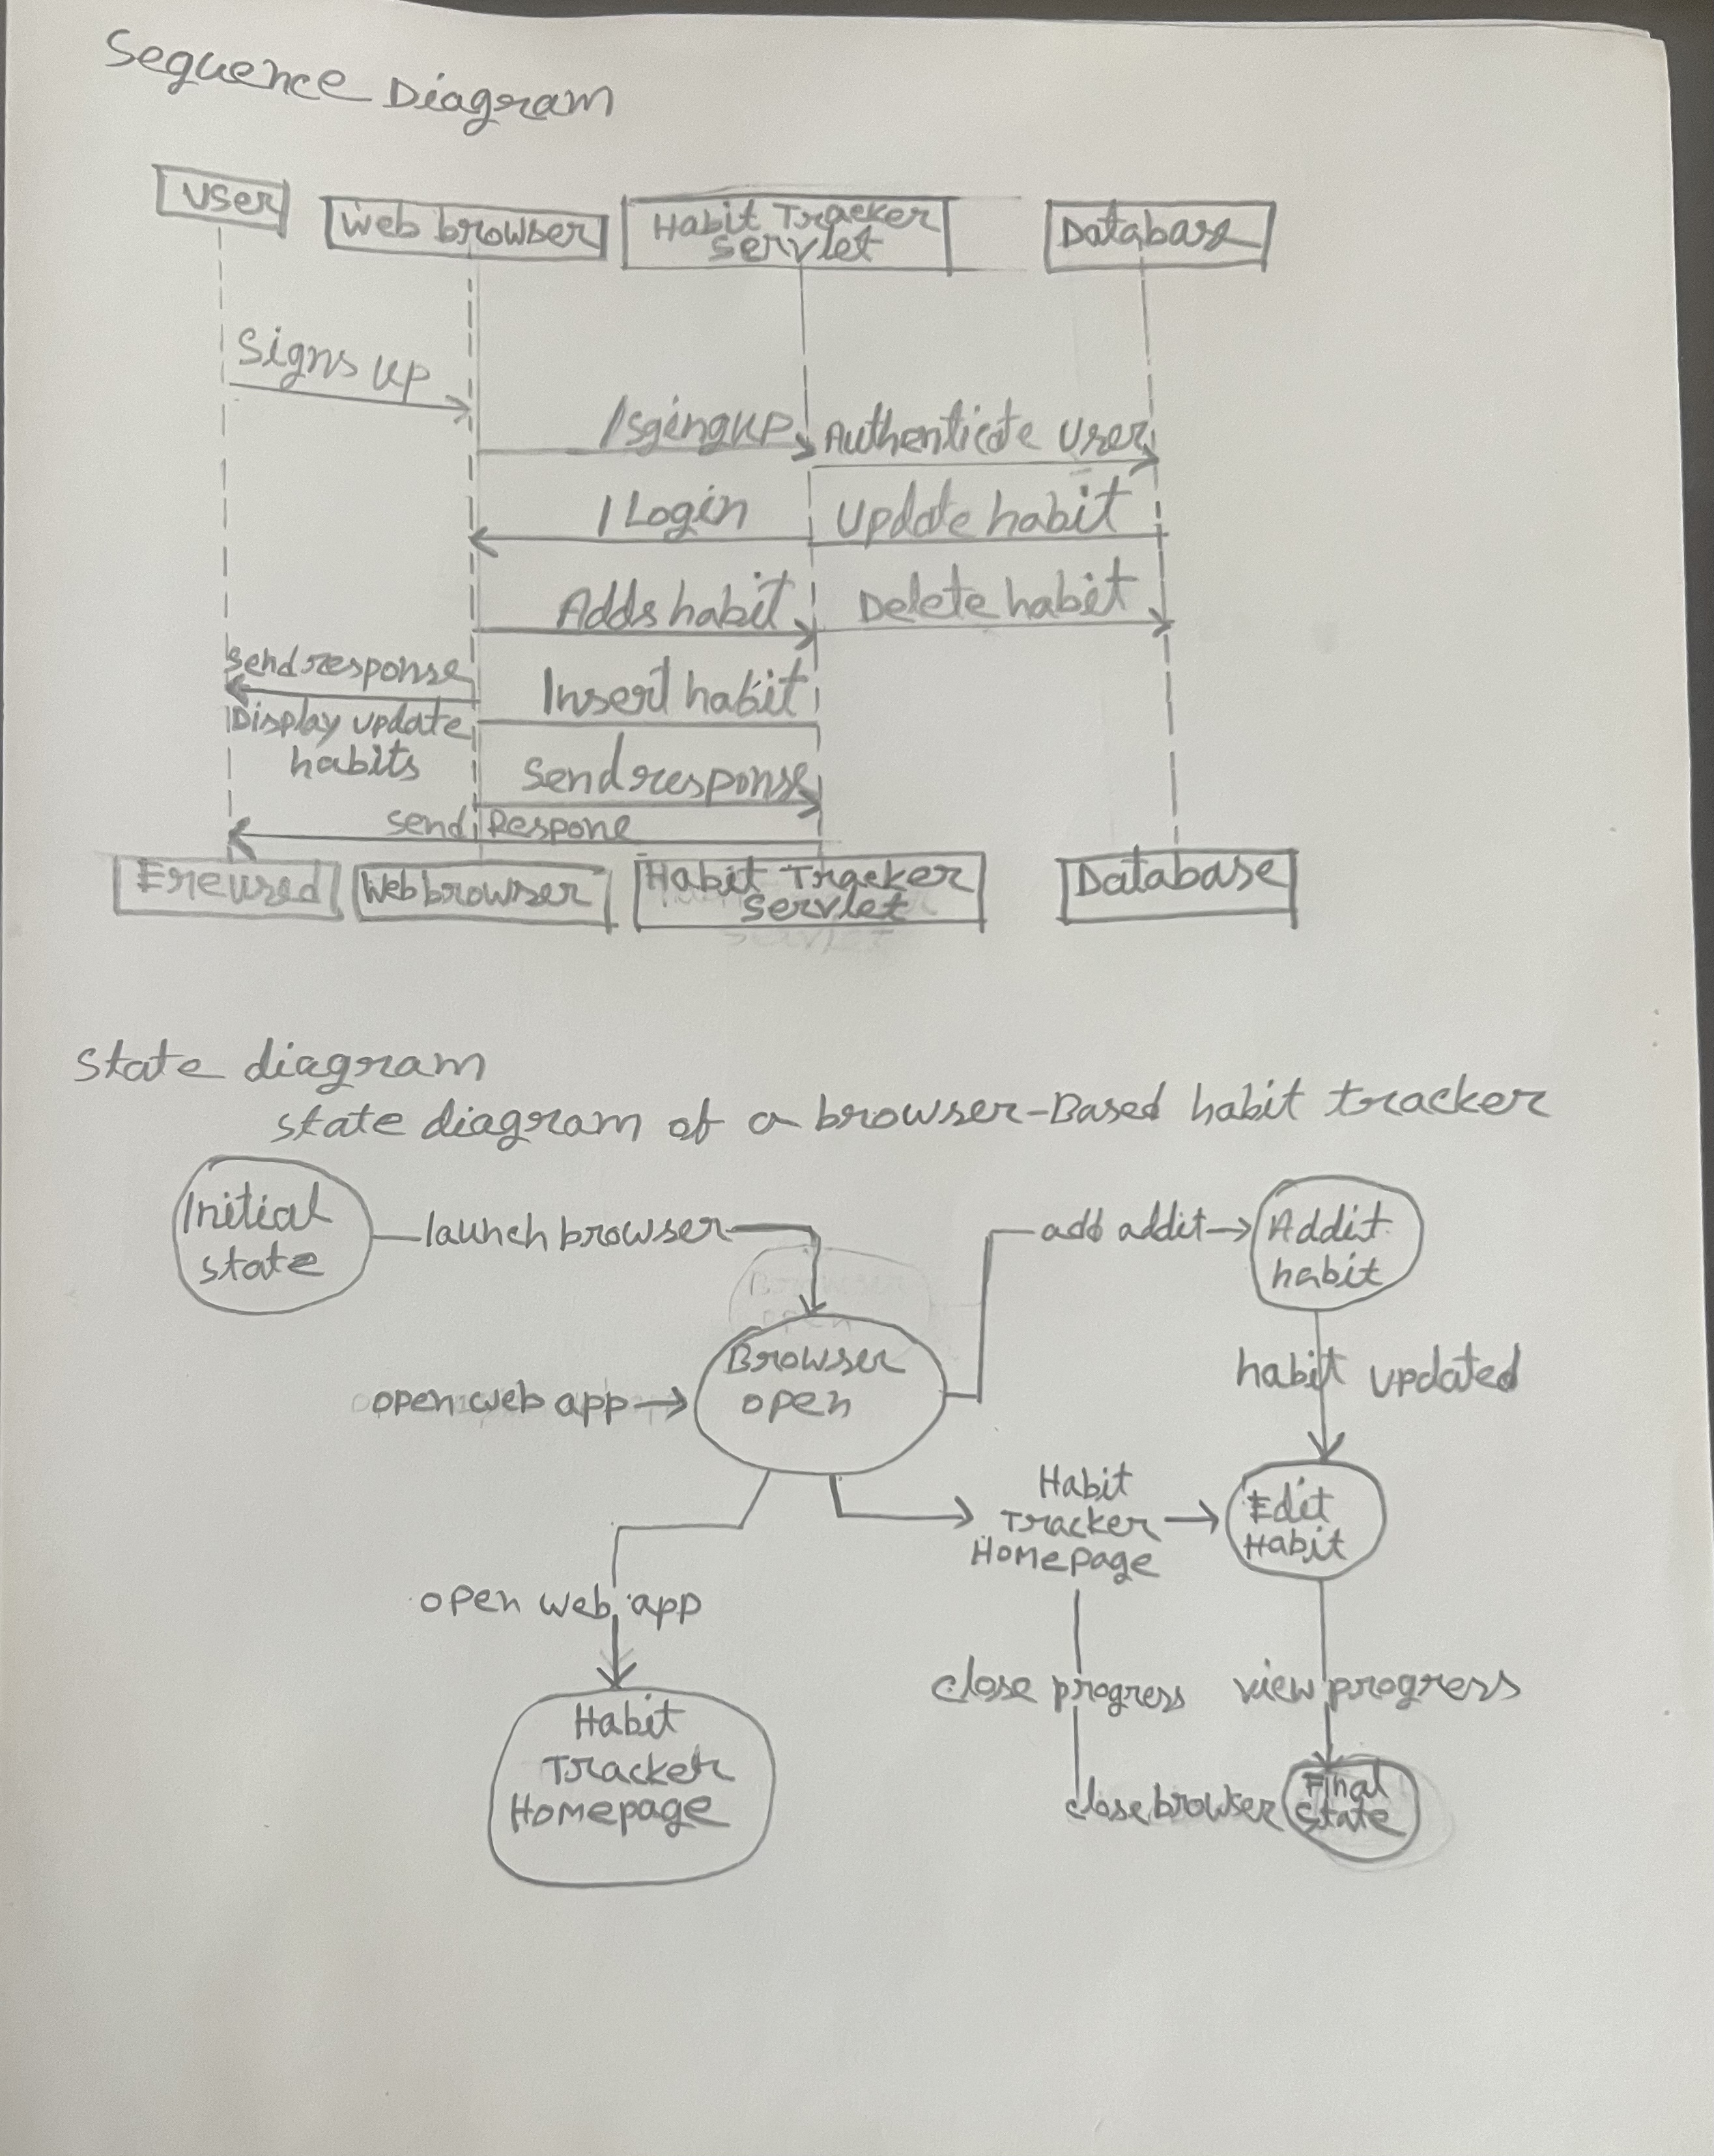 Sequence Diagram
User
Web browser
Habit Tracker
Servlet
Database
Signs up
/sgingup
Authenticate User
/Login
Update habit
Adds habit
Delete habit
Send response
Insert habit
Display update
habits
Send response
Send Respone
Ereused
Web browser
Habit Tracker
Servlet
Database
State diagram
state diagram of a browser-Based habit tracker
Initial
state
launch browser
add addit
Addit
habit
Browser
open
open web app
habit updated
Habit
Tracker
Homepage
Edit
Habit
open web app
close progress
view progress
Habit
Tracker
Homepage
close browser
Final
State